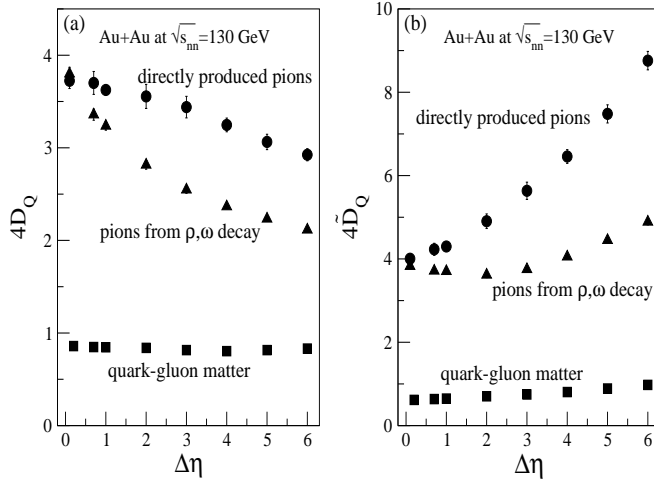 (a)
Au+Au at √s_nn=130 GeV
directly produced pions
pions from ρ,ω decay
quark-gluon matter
4D_Q
4
3
2
1
0
0 1 2 3 4 5 6
Δη
(b)
Au+Au at √s_nn=130 GeV
directly produced pions
pions from ρ,ω decay
quark-gluon matter
4D̃_Q
10
8
6
4
2
0
0 1 2 3 4 5 6
Δη